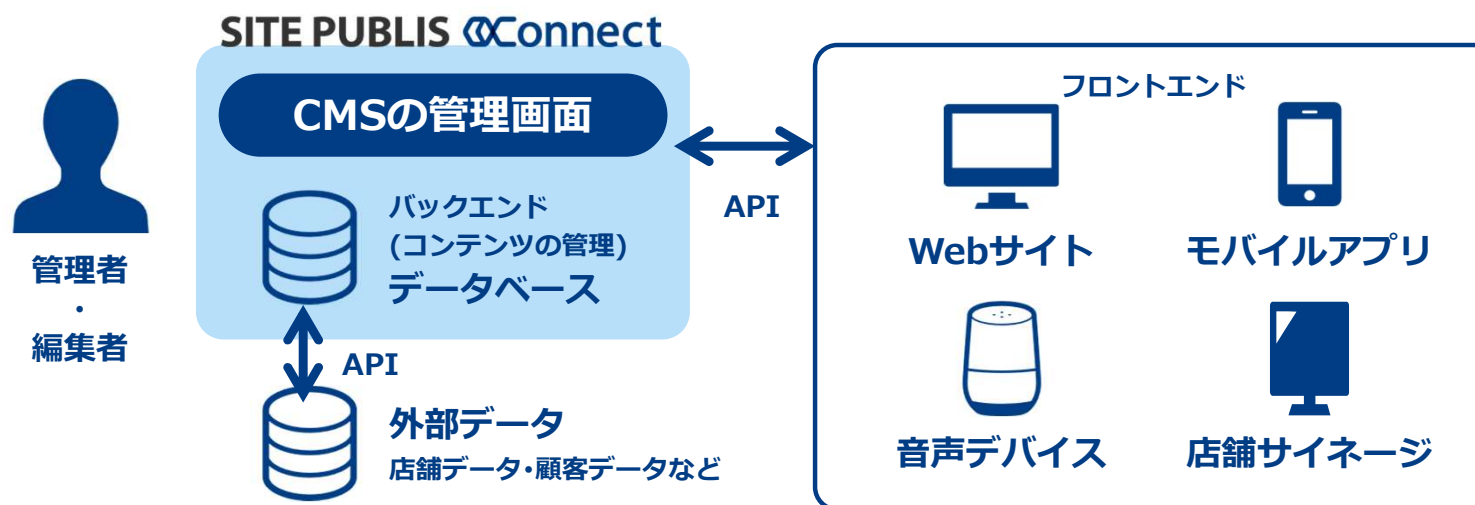 SITE PUBLIS Connect
CMSの管理画面
バックエンド
(コンテンツの管理)
データベース
管理者
・
編集者
API
外部データ
店舗データ・顧客データなど
API
フロントエンド
Webサイト
モバイルアプリ
音声デバイス
店舗サイネージ